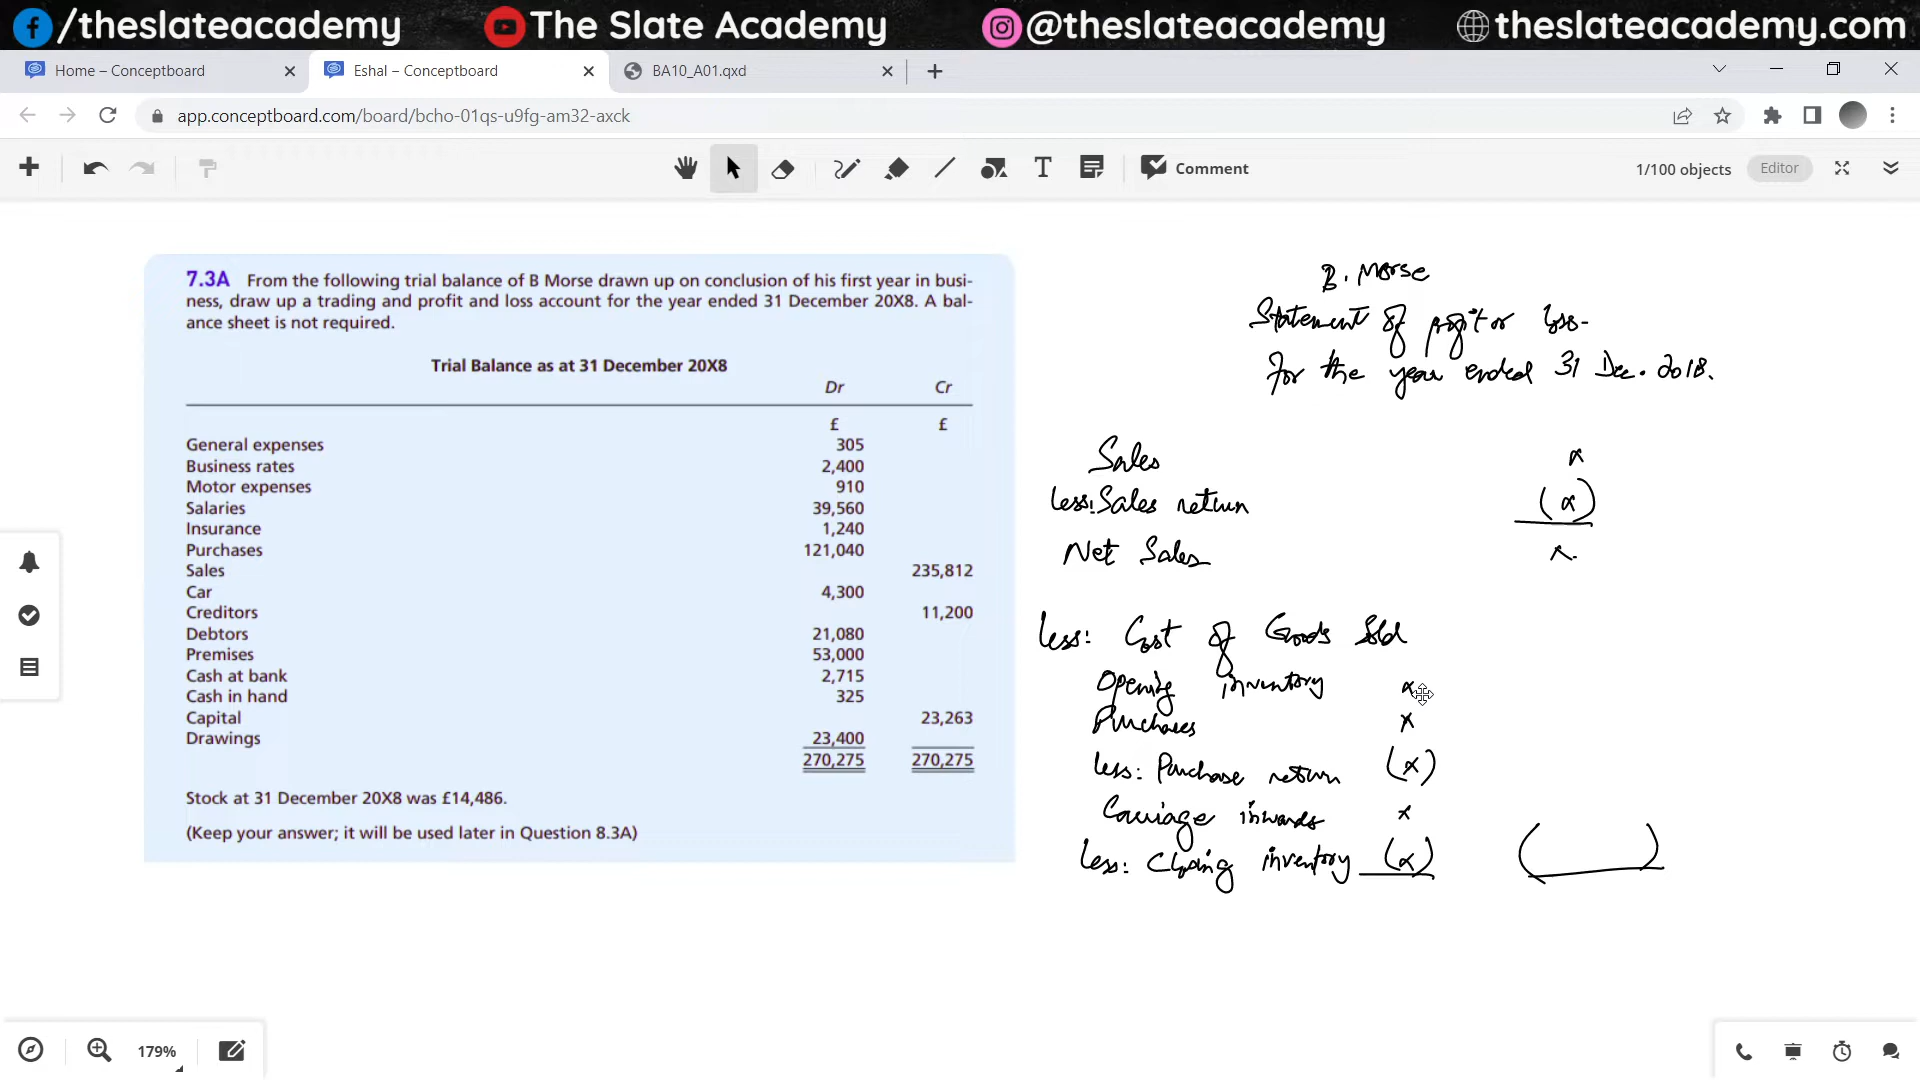 /theslateacademy The Slate Academy @theslateacademy theslateacademy.com
Home – Conceptboard Eshal – Conceptboard BA10_A01.qxd
app.conceptboard.com/board/bcho-01qs-u9fg-am32-axck
Comment 1/100 objects Editor
7.3A From the following trial balance of B Morse drawn up on conclusion of his first year in busi-
ness, draw up a trading and profit and loss account for the year ended 31 December 20X8. A bal-
ance sheet is not required.
Trial Balance as at 31 December 20X8
Dr Cr
£ £
General expenses 305
Business rates 2,400
Motor expenses 910
Salaries 39,560
Insurance 1,240
Purchases 121,040
Sales 235,812
Car 4,300
Creditors 11,200
Debtors 21,080
Premises 53,000
Cash at bank 2,715
Cash in hand 325
Capital 23,263
Drawings 23,400
270,275 270,275
Stock at 31 December 20X8 was £14,486.
(Keep your answer; it will be used later in Question 8.3A)
B. Morse
Statement of profit or loss-
for the year ended 31 Dec. 2018.
Sales x
less: Sales return (x)
Net Sales x.
less: Cost of Goods Sold
Opening inventory x
Purchases x
less: Purchase return (x)
Carriage inwards x
less: Closing inventory (x) ( )
179%